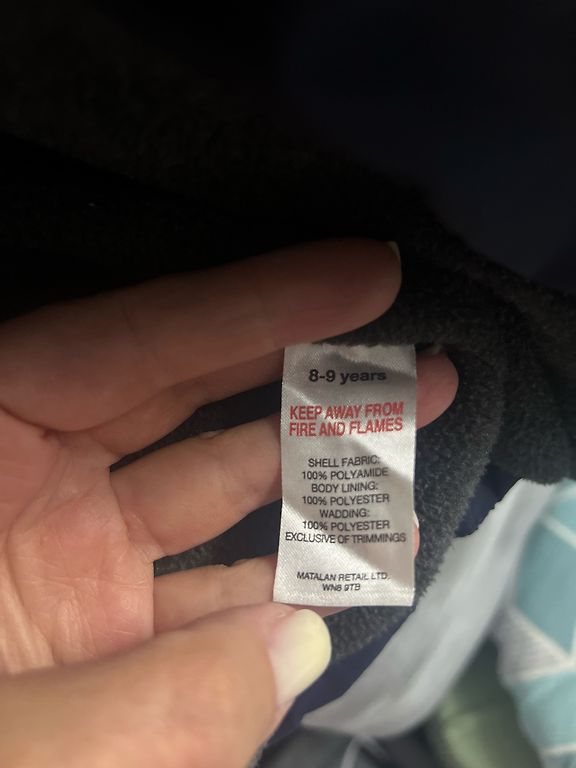 8-9 years
KEEP AWAY FROM
FIRE AND FLAMES
SHELL FABRIC:
100% POLYAMIDE
BODY LINING:
100% POLYESTER
WADDING:
100% POLYESTER
EXCLUSIVE OF TRIMMINGS
MATALAN RETAIL LTD.
WN8 9TB